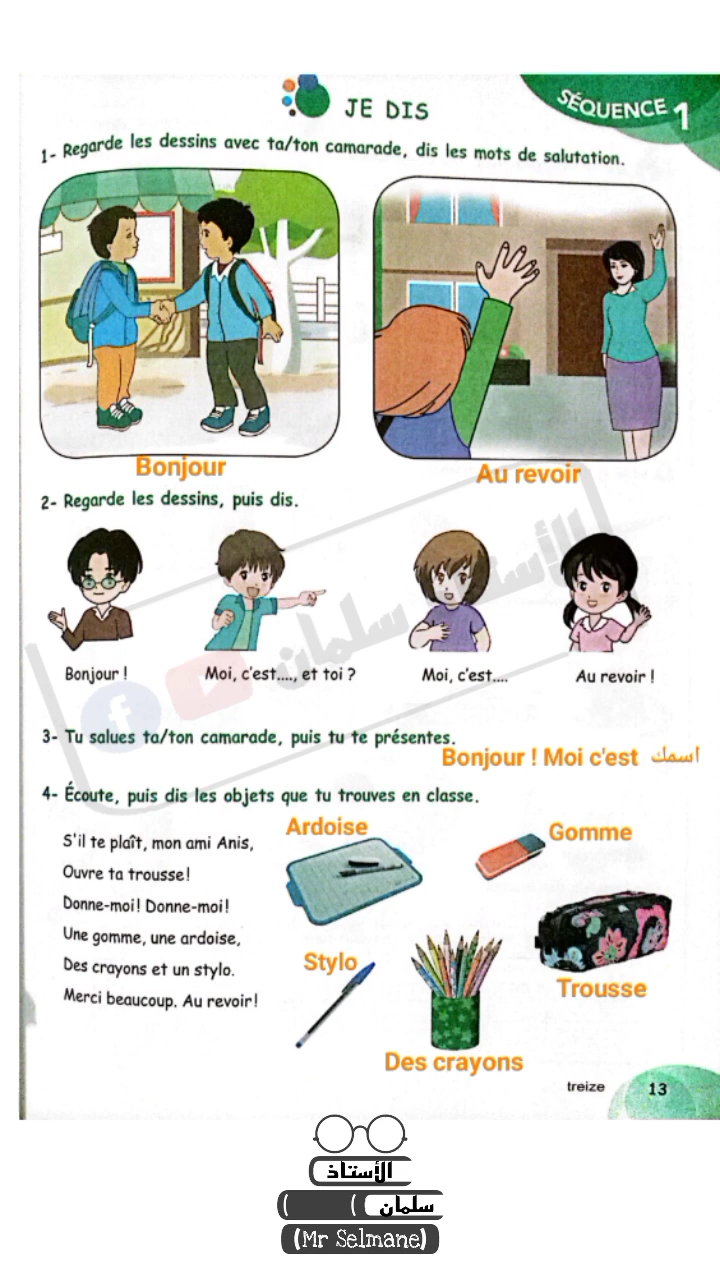 JE DIS
SÉQUENCE 1
1- Regarde les dessins avec ta/ton camarade, dis les mots de salutation.
Bonjour
Au revoir
2- Regarde les dessins, puis dis.
Bonjour !
Moi, c'est...., et toi ?
Moi, c'est....
Au revoir !
الأستاذ سلمان
3- Tu salues ta/ton camarade, puis tu te présentes.
Bonjour ! Moi c'est اسمك
4- Écoute, puis dis les objets que tu trouves en classe.
S'il te plaît, mon ami Anis,
Ouvre ta trousse!
Donne-moi! Donne-moi!
Une gomme, une ardoise,
Des crayons et un stylo.
Merci beaucoup. Au revoir!
Ardoise
Gomme
Stylo
Trousse
Des crayons
treize 13
الأستاذ
سلمان
(Mr Selmane)